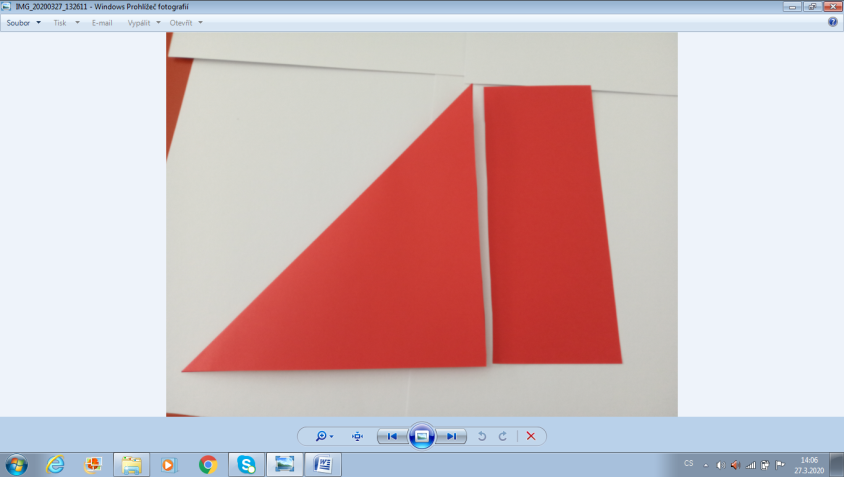 IMG_20200327_132611 - Windows Prohlížeč fotografií
Soubor Tisk E-mail Vypálit Otevřít
CS 14:06
27.3.2020